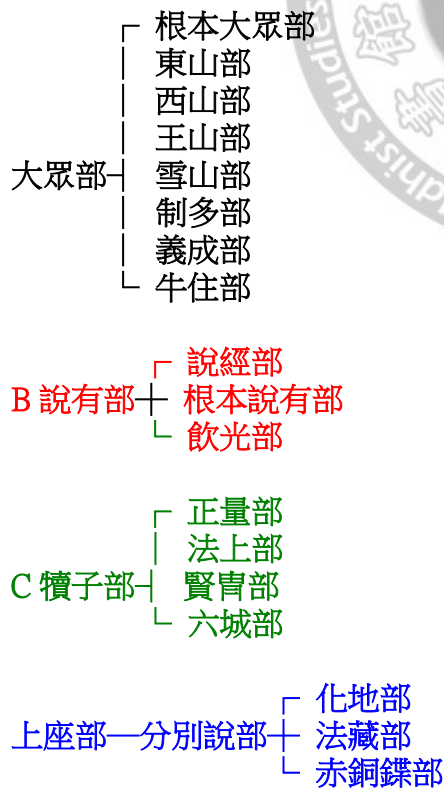 ┌ 根本大眾部
│ 東山部
│ 西山部
│ 王山部
大眾部┤ 雪山部
│ 制多部
│ 義成部
└ 牛住部
┌ 說經部
B 說有部┼ 根本說有部
└ 飲光部
┌ 正量部
│ 法上部
C 犢子部┤ 賢冑部
└ 六城部
┌ 化地部
上座部─分別說部┼ 法藏部
└ 赤銅鍱部